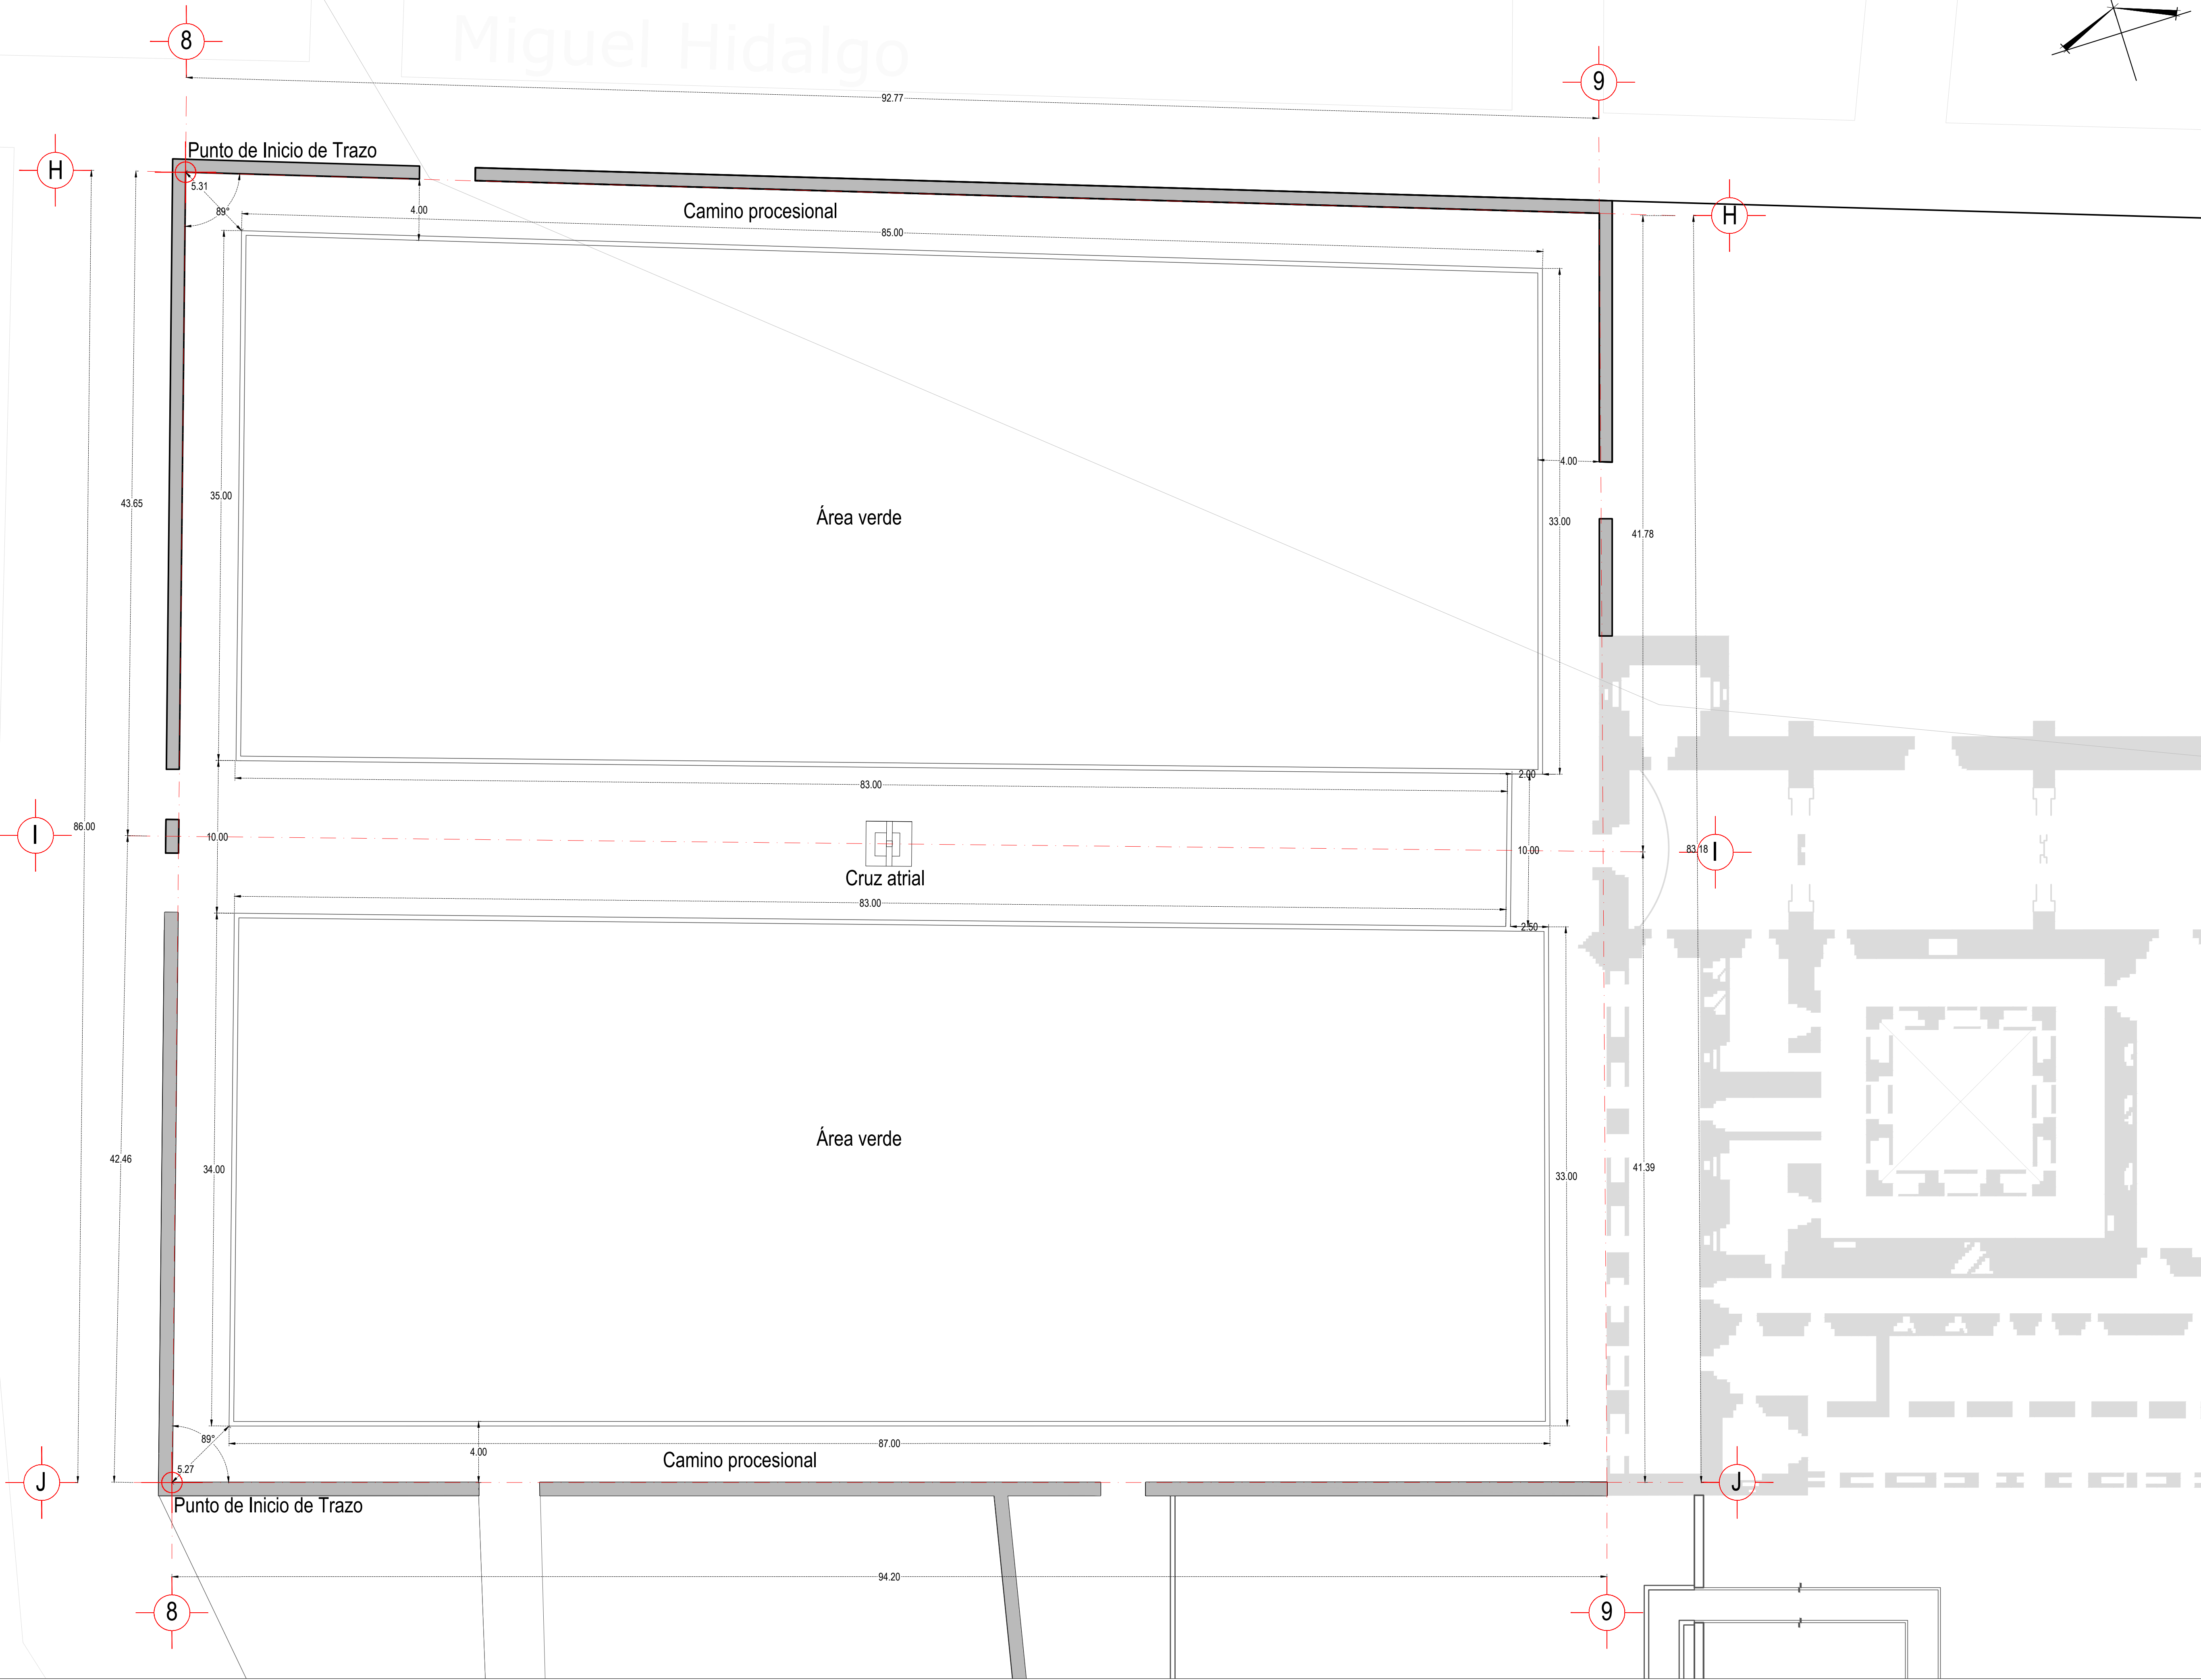 Miguel Hidalgo
8
9
92.77
Punto de Inicio de Trazo
H
5.31
89°
4.00
Camino procesional
H
85.00
4.00
43.65
35.00
Área verde
33.00
41.78
2.00
83.00
I
86.00
10.00
10.00
83.18
I
Cruz atrial
83.00
2.50
Área verde
42.46
34.00
33.00
41.39
89°
87.00
4.00
Camino procesional
5.27
J
J
Punto de Inicio de Trazo
94.20
8
9